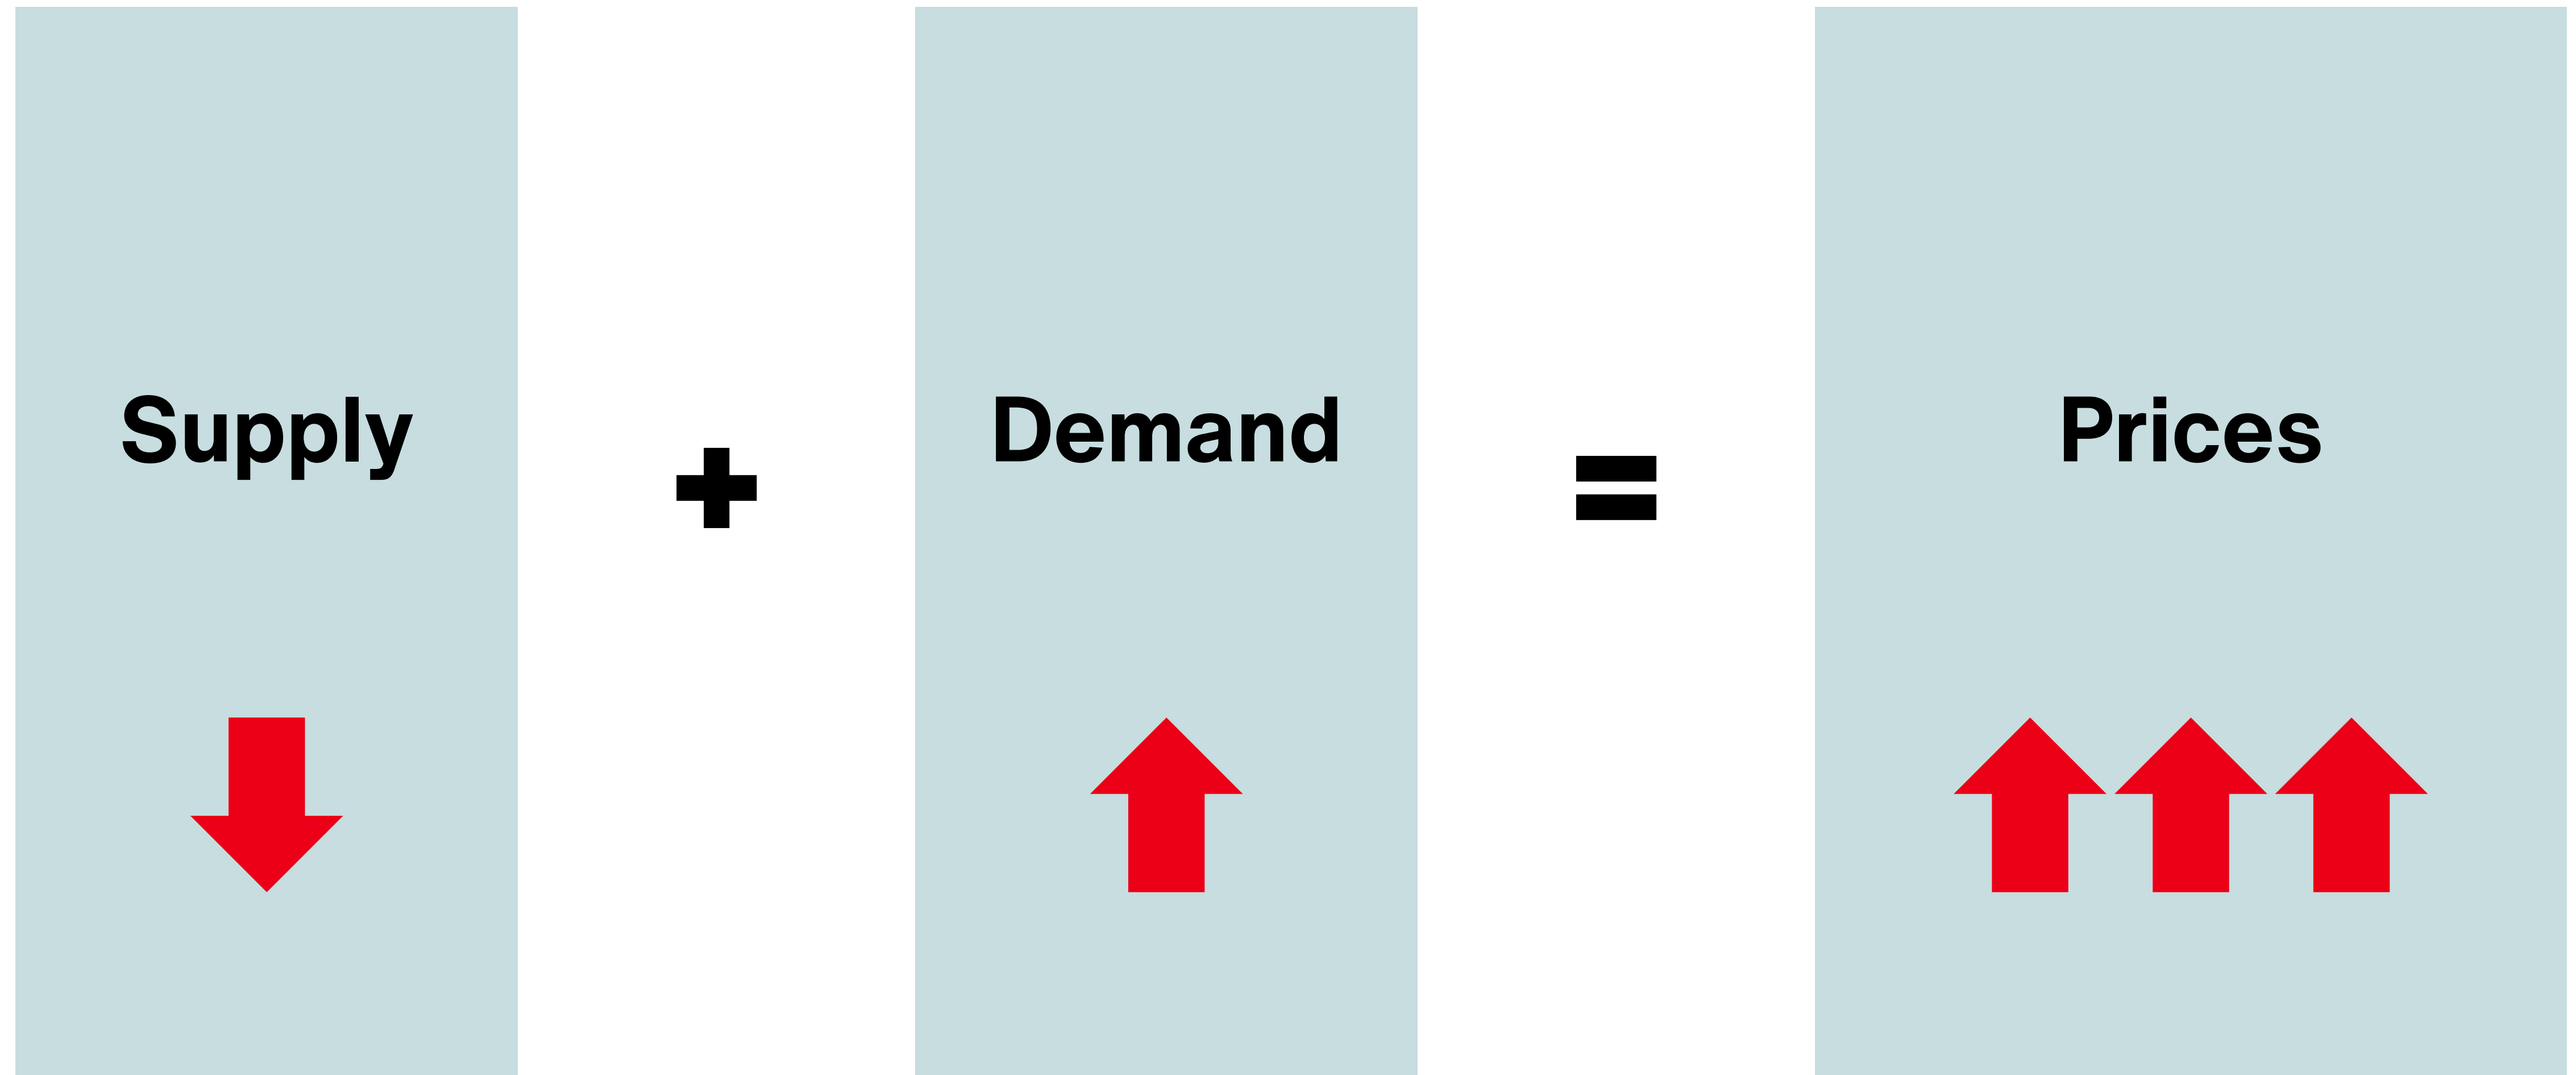 Supply
+
Demand
=
Prices